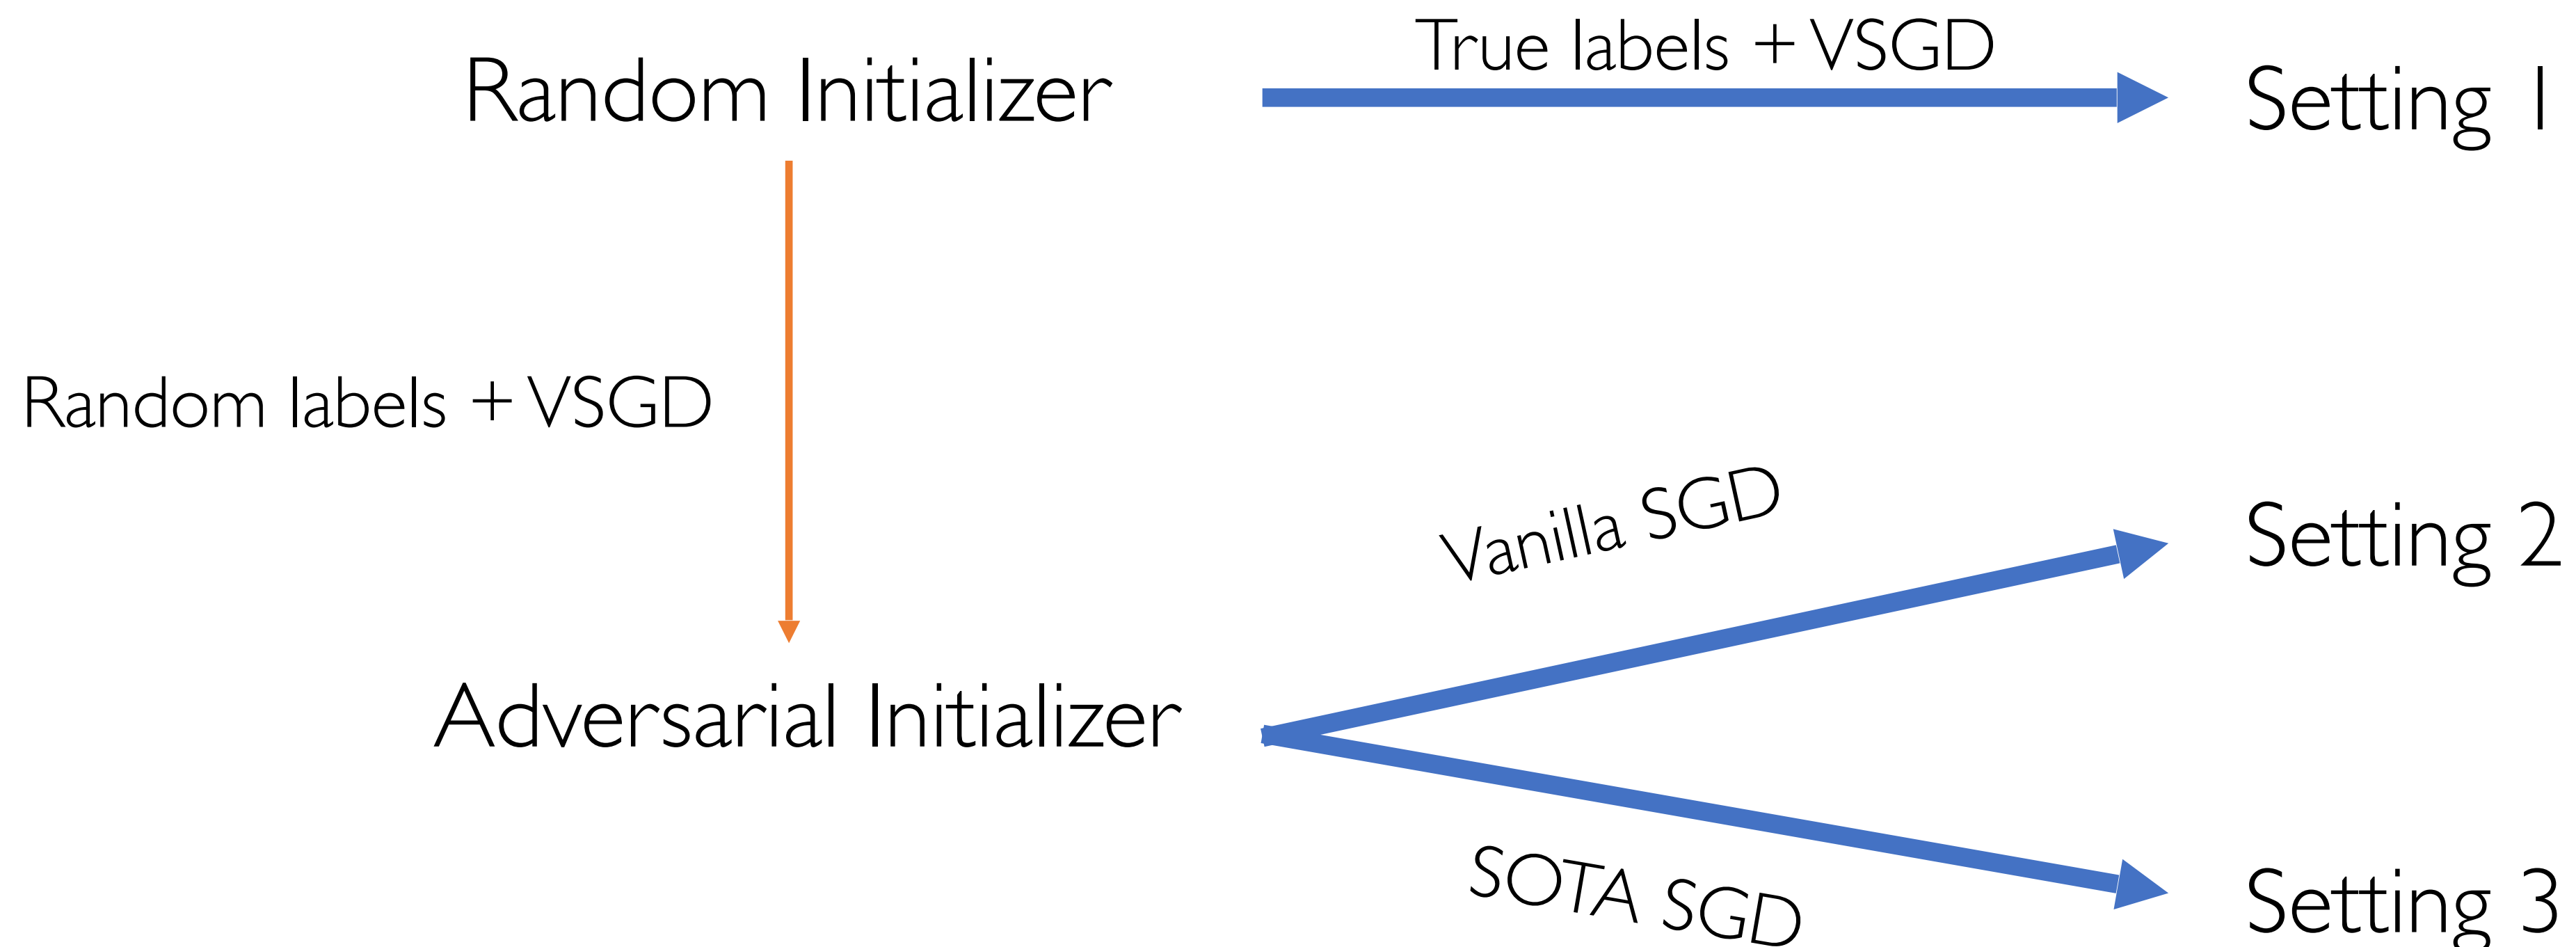 True labels + VSGD
Random Initializer
Setting 1
Random labels + VSGD
Vanilla SGD
Setting 2
Adversarial Initializer
SOTA SGD
Setting 3